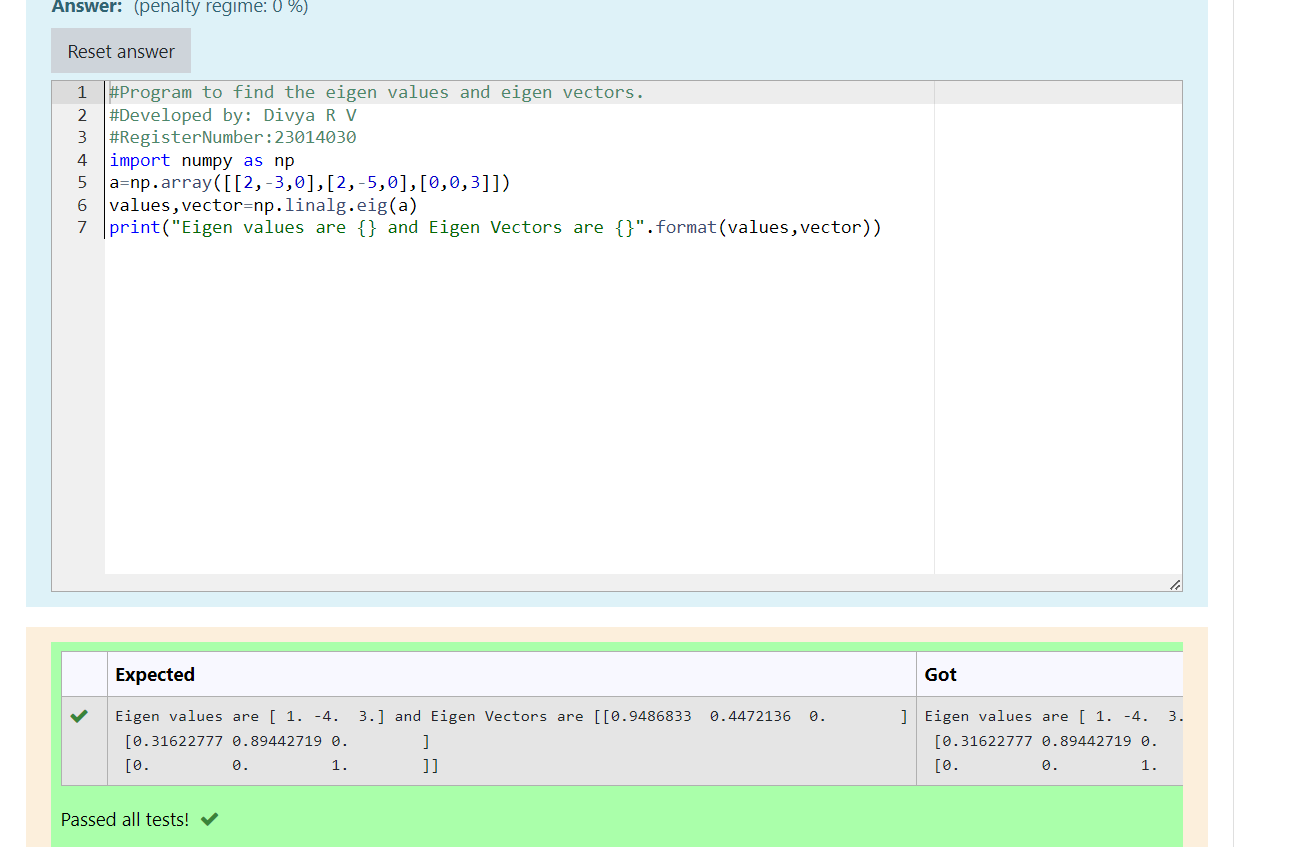 Answer: (penalty regime: 0 %)
Reset answer
1 #Program to find the eigen values and eigen vectors.
2 #Developed by: Divya R V
3 #RegisterNumber:23014030
4 import numpy as np
5 a=np.array([[2,-3,0],[2,-5,0],[0,0,3]])
6 values,vector=np.linalg.eig(a)
7 print("Eigen values are {} and Eigen Vectors are {}".format(values,vector))
Expected Got
Eigen values are [ 1. -4.  3.] and Eigen Vectors are [[0.9486833  0.4472136  0.        ] Eigen values are [ 1. -4.  3.
[0.31622777 0.89442719 0.        ] [0.31622777 0.89442719 0.
[0.         0.         1.        ]] [0.         0.         1.
Passed all tests!